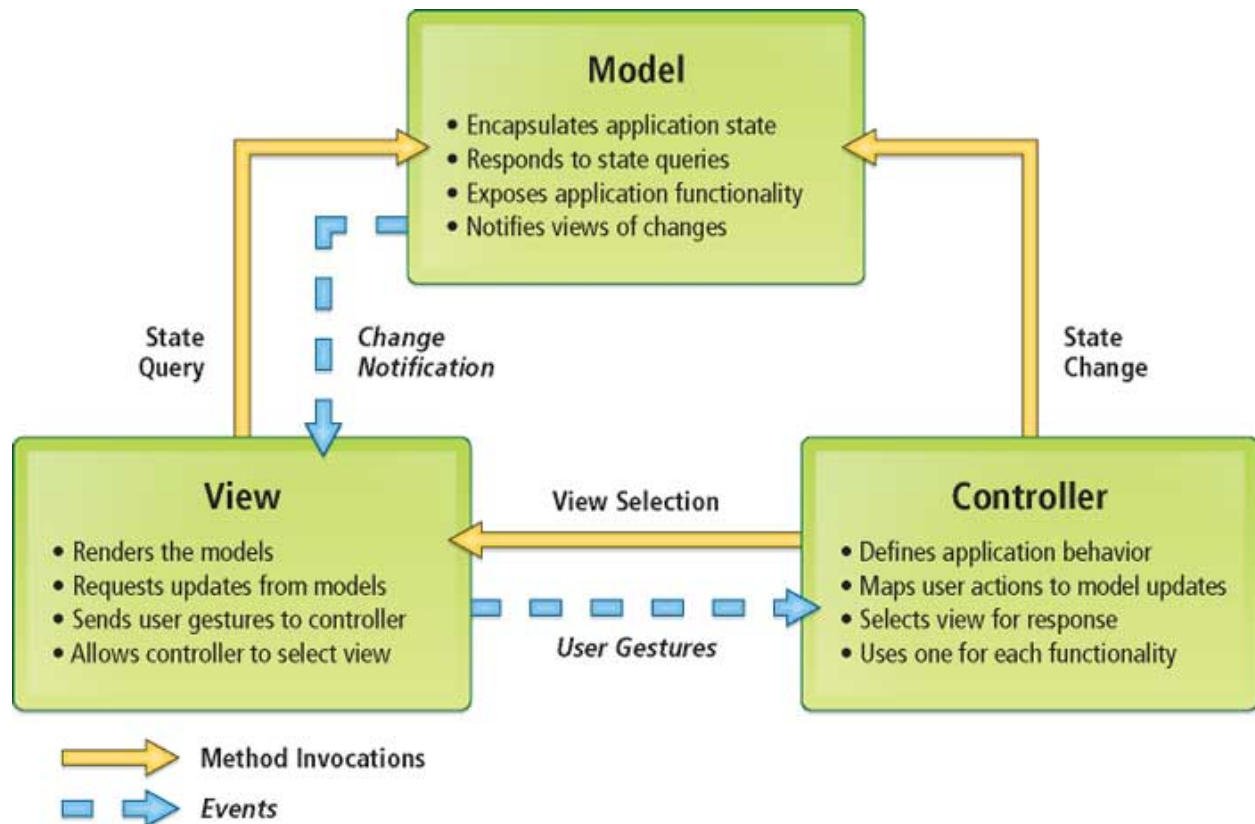 Model
• Encapsulates application state
• Responds to state queries
• Exposes application functionality
• Notifies views of changes
State
Query
Change
Notification
State
Change
View
• Renders the models
• Requests updates from models
• Sends user gestures to controller
• Allows controller to select view
View Selection
User Gestures
Controller
• Defines application behavior
• Maps user actions to model updates
• Selects view for response
• Uses one for each functionality
Method Invocations
Events